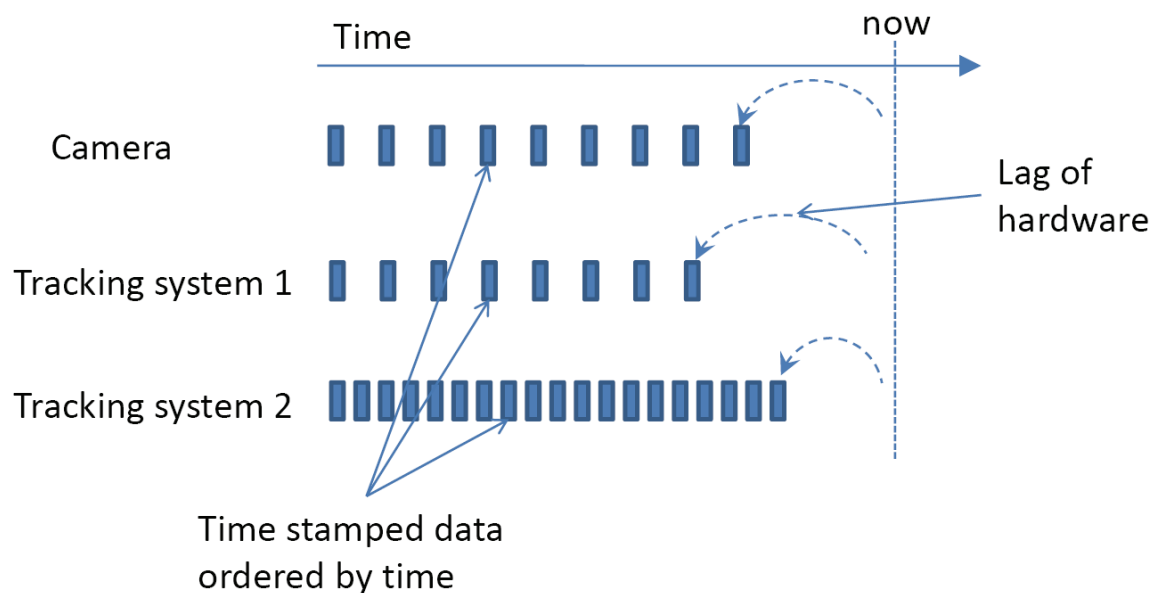 Time
now
Camera
Lag of
hardware
Tracking system 1
Tracking system 2
Time stamped data
ordered by time